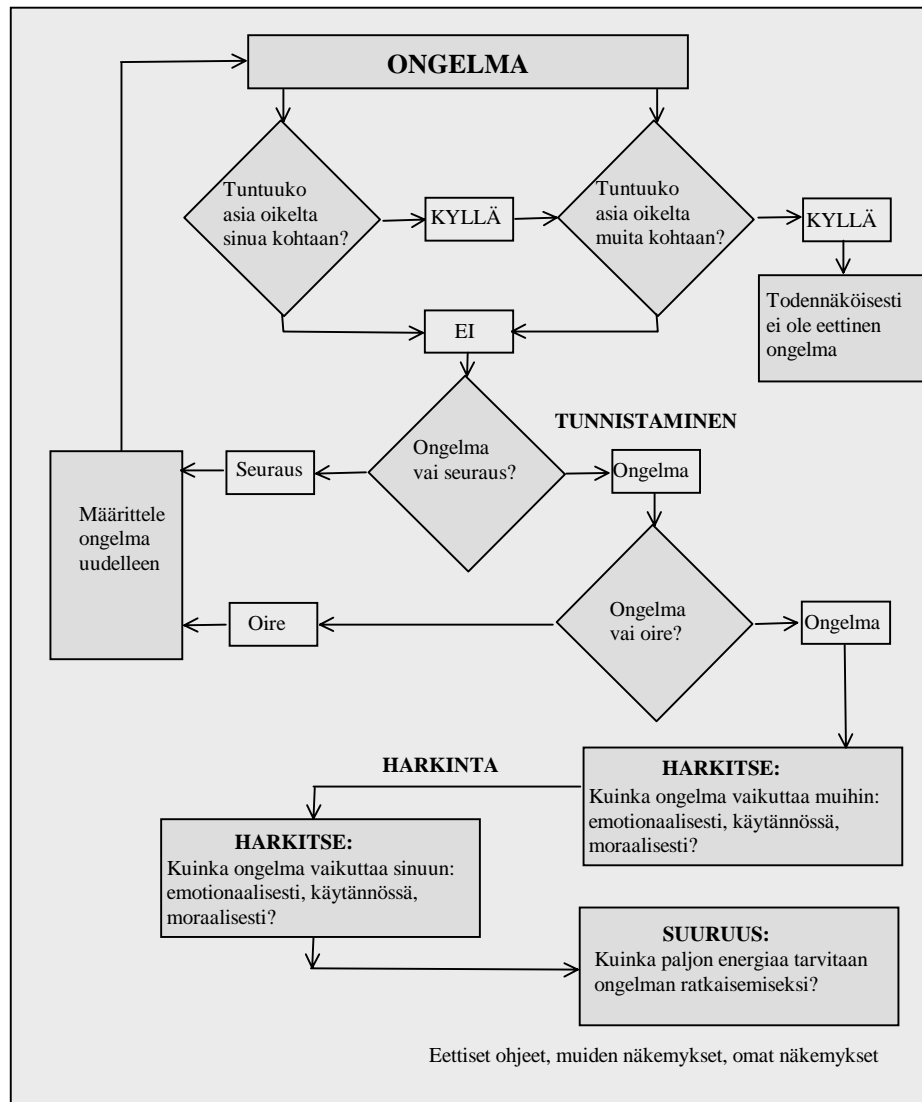 ONGELMA
Tuntuuko
asia oikelta
sinua kohtaan?
KYLLÄ
Tuntuuko
asia oikelta
muita kohtaan?
KYLLÄ
Todennäköisesti
ei ole eettinen
ongelma
EI
TUNNISTAMINEN
Ongelma
vai seuraus?
Seuraus
Ongelma
Määrittele
ongelma
uudelleen
Ongelma
vai oire?
Oire
Ongelma
HARKINTA
HARKITSE:
Kuinka ongelma vaikuttaa muihin:
emotionaalisesti, käytännössä,
moraalisesti?
HARKITSE:
Kuinka ongelma vaikuttaa sinuun:
emotionaalisesti, käytännössä,
moraalisesti?
SUURUUS:
Kuinka paljon energiaa tarvitaan
ongelman ratkaisemiseksi?
Eettiset ohjeet, muiden näkemykset, omat näkemykset